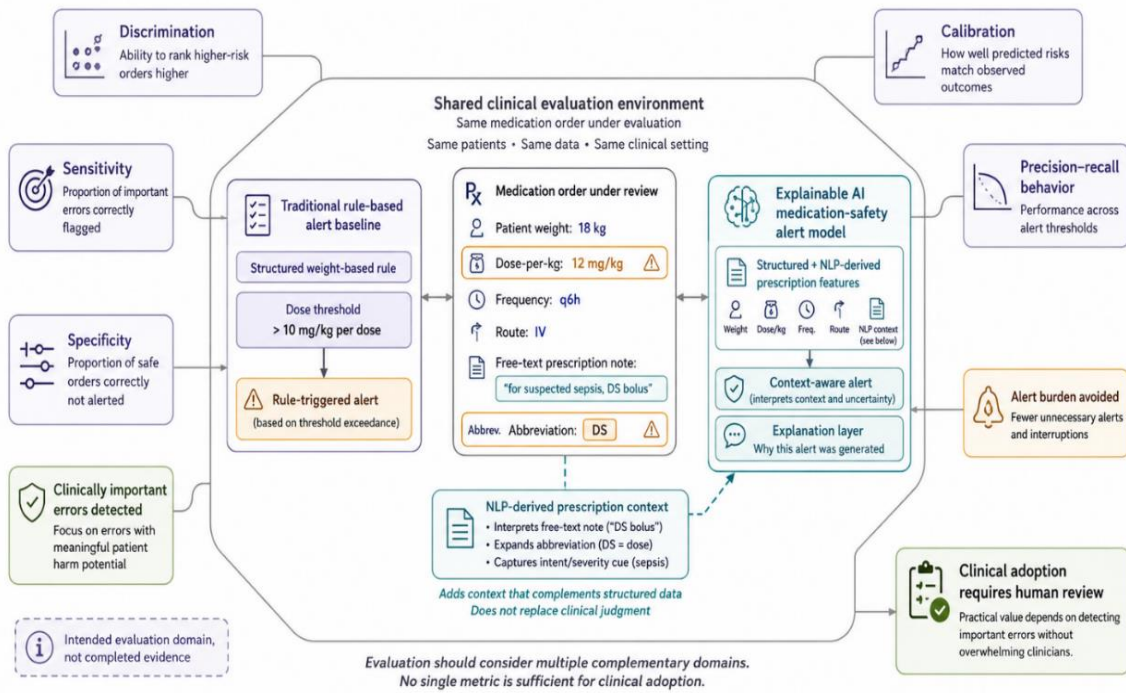 Discrimination
Ability to rank higher-risk
orders higher
Calibration
How well predicted risks
match observed
outcomes
Shared clinical evaluation environment
Same medication order under evaluation
Same patients • Same data • Same clinical setting
Sensitivity
Proportion of important
errors correctly
flagged
Specificity
Proportion of safe
orders correctly
not alerted
Clinically important
errors detected
Focus on errors with
meaningful patient
harm potential
Intended evaluation domain,
not completed evidence
Traditional rule-based
alert baseline
Structured weight-based rule
Dose threshold
> 10 mg/kg per dose
Rule-triggered alert
(based on threshold exceedance)
Rx Medication order under review
Patient weight: 18 kg
Dose-per-kg: 12 mg/kg
Frequency: q6h
Route: IV
Free-text prescription note:
"for suspected sepsis, DS bolus"
Abbrev. Abbreviation: DS
NLP-derived prescription context
• Interprets free-text note ("DS bolus")
• Expands abbreviation (DS = dose)
• Captures intent/severity cue (sepsis)
Adds context that complements structured data
Does not replace clinical judgment
Explainable AI
medication-safety
alert model
Structured + NLP-derived
prescription features
Weight Dose/kg Freq. Route NLP context
(see below)
Context-aware alert
(interprets context and uncertainty)
Explanation layer
Why this alert was generated
Precision–recall
behavior
Performance across
alert thresholds
Alert burden avoided
Fewer unnecessary alerts
and interruptions
Clinical adoption
requires human review
Practical value depends on detecting
important errors without
overwhelming clinicians.
Evaluation should consider multiple complementary domains.
No single metric is sufficient for clinical adoption.